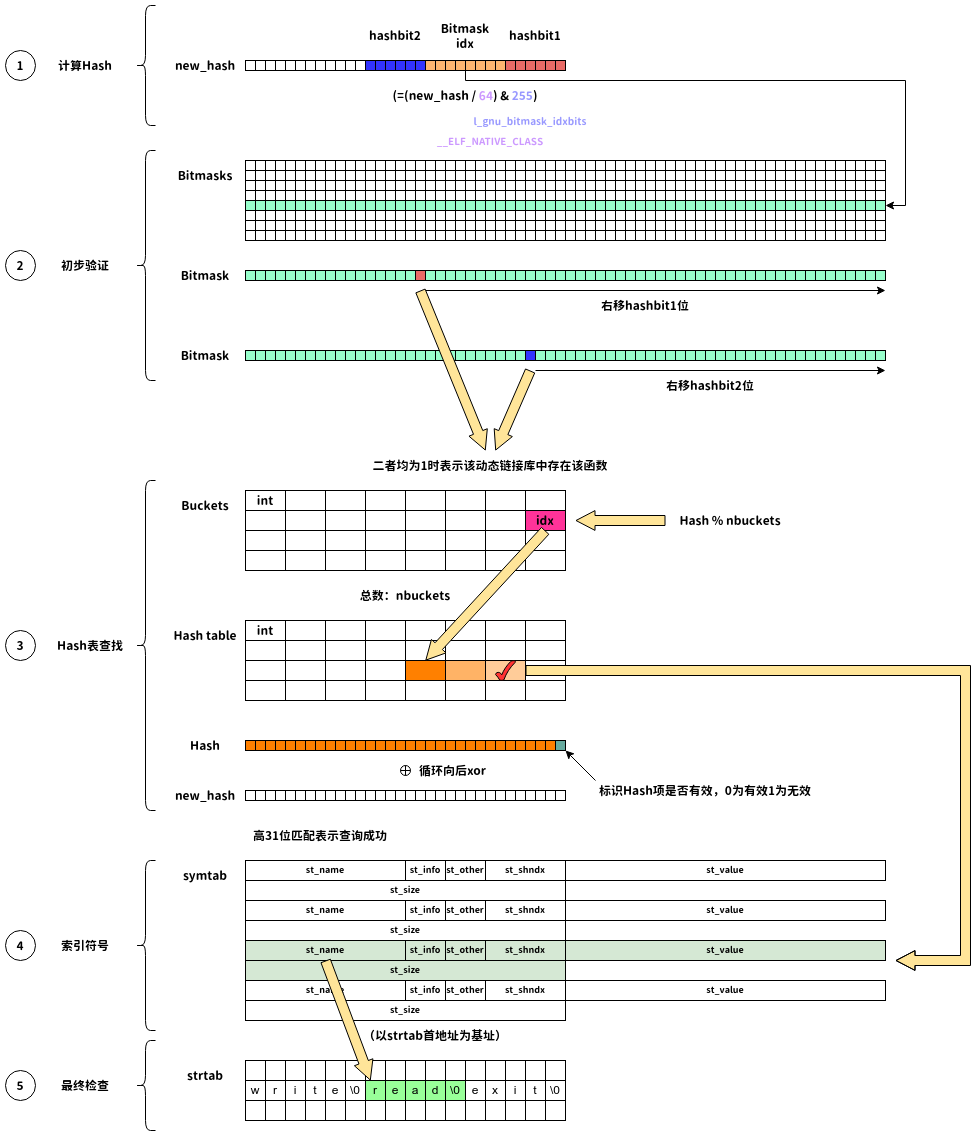 hashbit2
Bitmask
idx
hashbit1
1
计算Hash
new_hash
(=(new_hash / 64) & 255)
l_gnu_bitmask_idxbits
__ELF_NATIVE_CLASS
Bitmasks
2
初步验证
Bitmask
右移hashbit1位
Bitmask
右移hashbit2位
二者均为1时表示该动态链接库中存在该函数
Buckets
int
idx
Hash % nbuckets
总数：nbuckets
3
Hash表查找
Hash table
int
Hash
⊕ 循环向后xor
标识Hash项是否有效，0为有效1为无效
new_hash
高31位匹配表示查询成功
symtab
st_name st_info st_other st_shndx st_value
st_size
st_name st_info st_other st_shndx st_value
st_size
4
索引符号
st_name st_info st_other st_shndx st_value
st_size
st_name st_info st_other st_shndx st_value
st_size
（以strtab首地址为基址）
5
最终检查
strtab
w r i t e \0 r e a d \0 e x i t \0